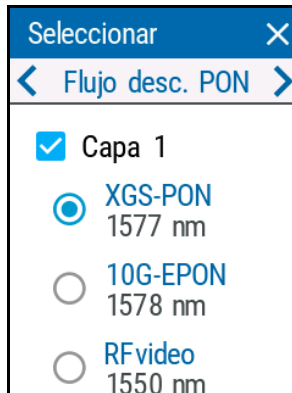 Seleccionar
Flujo desc. PON
Capa 1
XGS-PON
1577 nm
10G-EPON
1578 nm
RFvideo
1550 nm